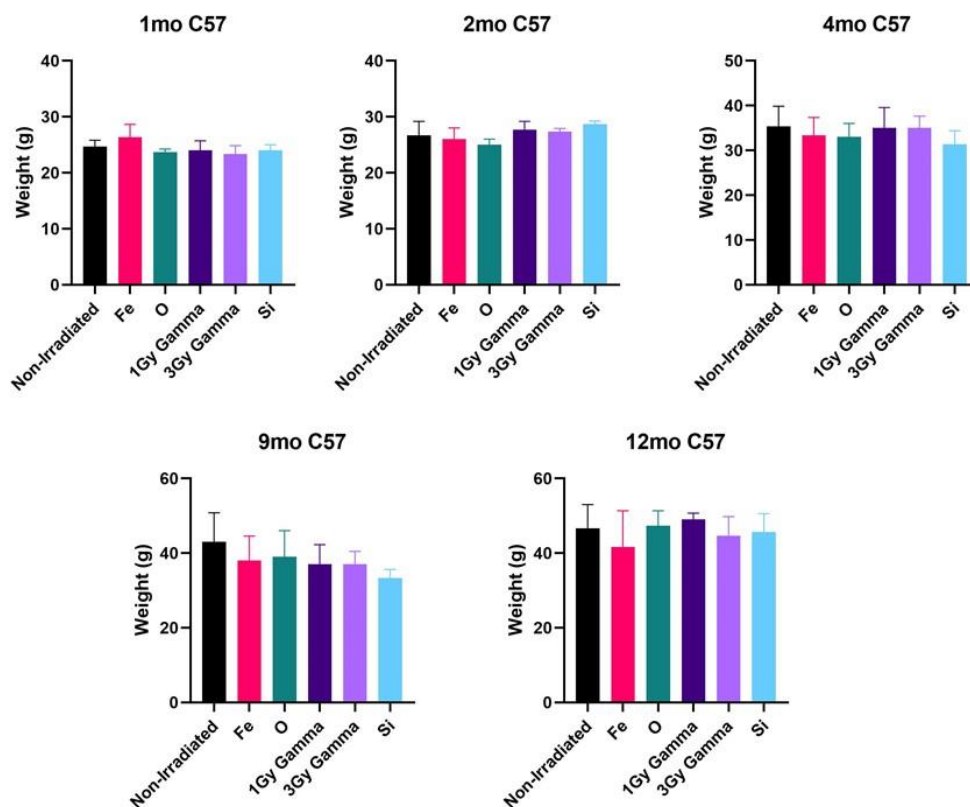 1mo C57
Weight (g)
40
30
20
10
0
Non-Irradiated
Fe
O
1Gy Gamma
3Gy Gamma
Si
2mo C57
Weight (g)
40
30
20
10
0
Non-Irradiated
Fe
O
1Gy Gamma
3Gy Gamma
Si
4mo C57
Weight (g)
50
40
30
20
10
0
Non-Irradiated
Fe
O
1Gy Gamma
3Gy Gamma
Si
9mo C57
Weight (g)
60
40
20
0
Non-Irradiated
Fe
O
1Gy Gamma
3Gy Gamma
Si
12mo C57
Weight (g)
60
40
20
0
Non-Irradiated
Fe
O
1Gy Gamma
3Gy Gamma
Si